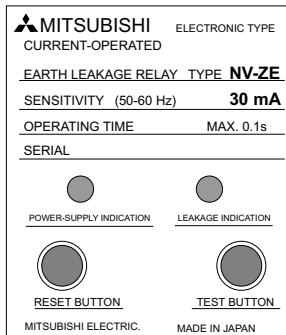 MITSUBISHI ELECTRONIC TYPE
CURRENT-OPERATED
EARTH LEAKAGE RELAY TYPE NV-ZE
SENSITIVITY (50-60 Hz) 30 mA
OPERATING TIME MAX. 0.1s
SERIAL
POWER-SUPPLY INDICATION LEAKAGE INDICATION
RESET BUTTON TEST BUTTON
MITSUBISHI ELECTRIC. MADE IN JAPAN